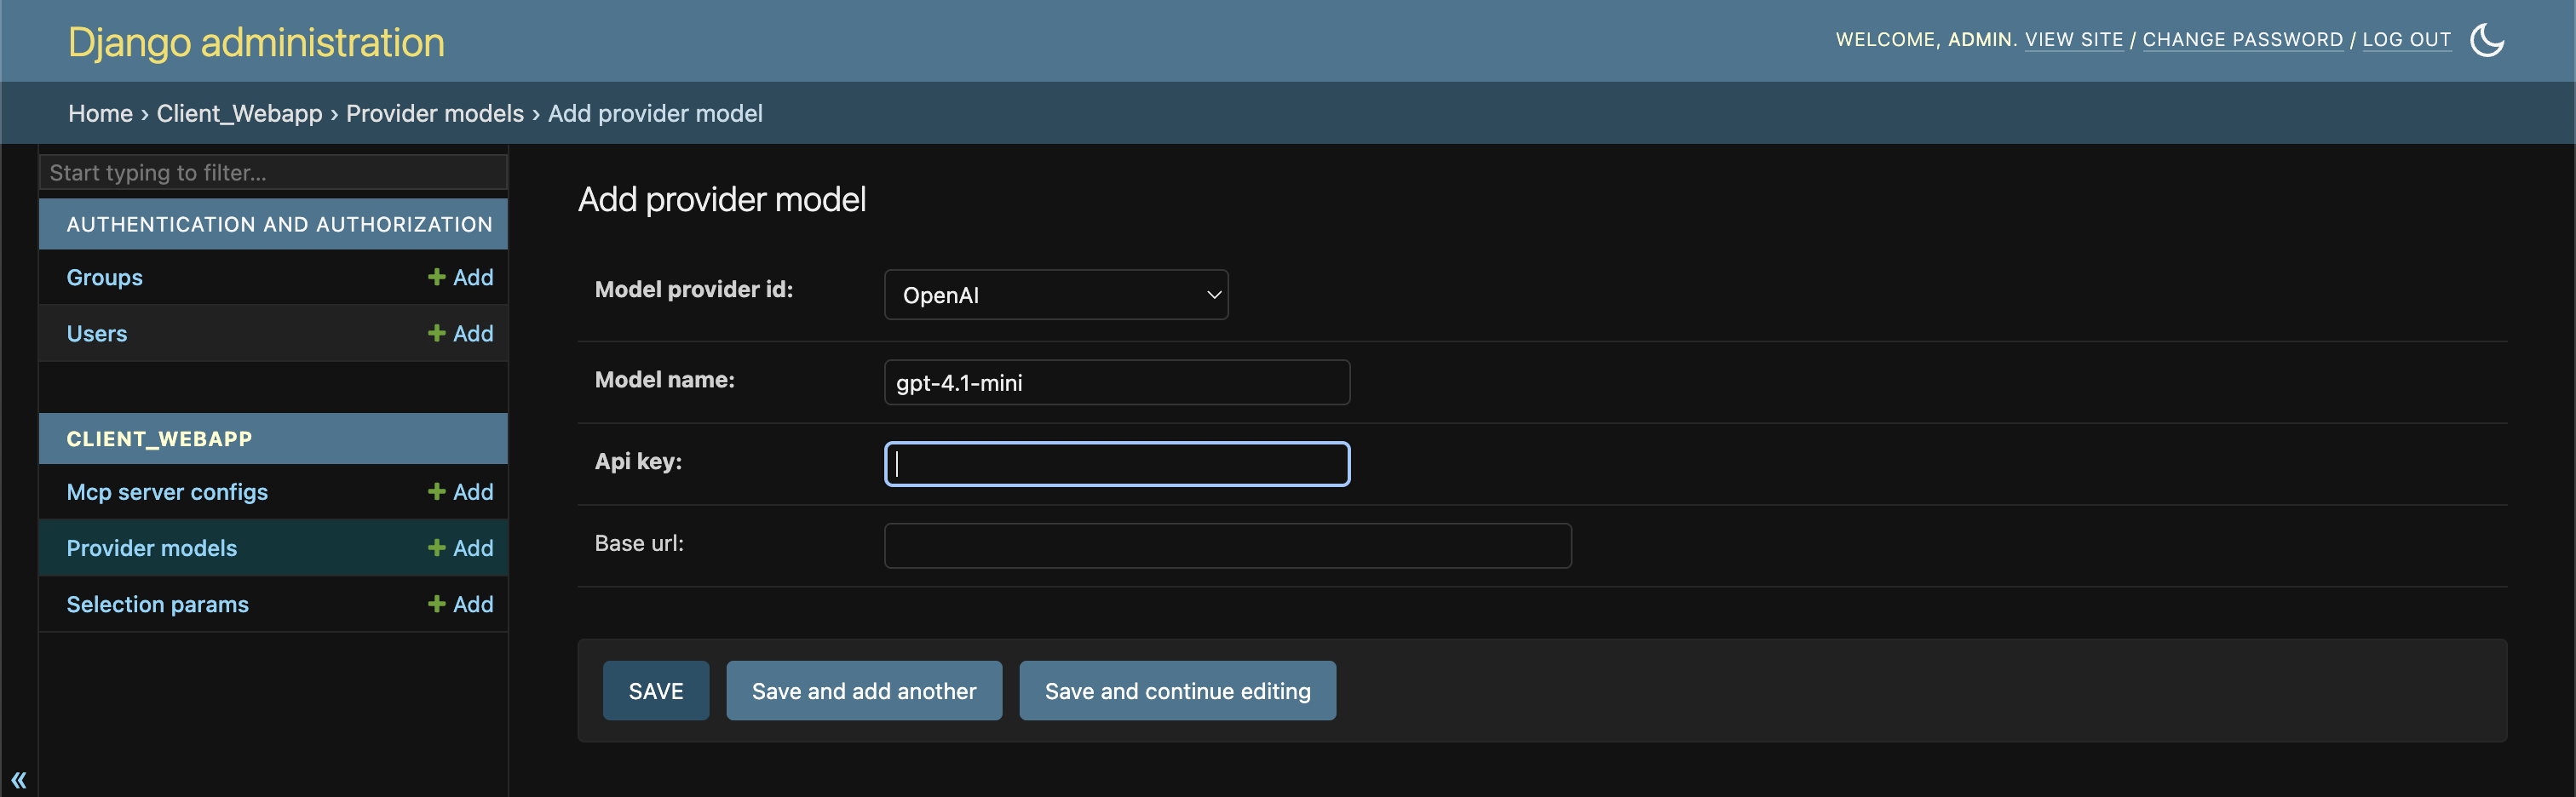 Django administration
WELCOME, ADMIN. VIEW SITE / CHANGE PASSWORD / LOG OUT
Home › Client_Webapp › Provider models › Add provider model
Start typing to filter...
AUTHENTICATION AND AUTHORIZATION
Groups + Add
Users + Add
CLIENT_WEBAPP
Mcp server configs + Add
Provider models + Add
Selection params + Add
«
Add provider model
Model provider id: OpenAI
Model name: gpt-4.1-mini
Api key:
Base url:
SAVE Save and add another Save and continue editing